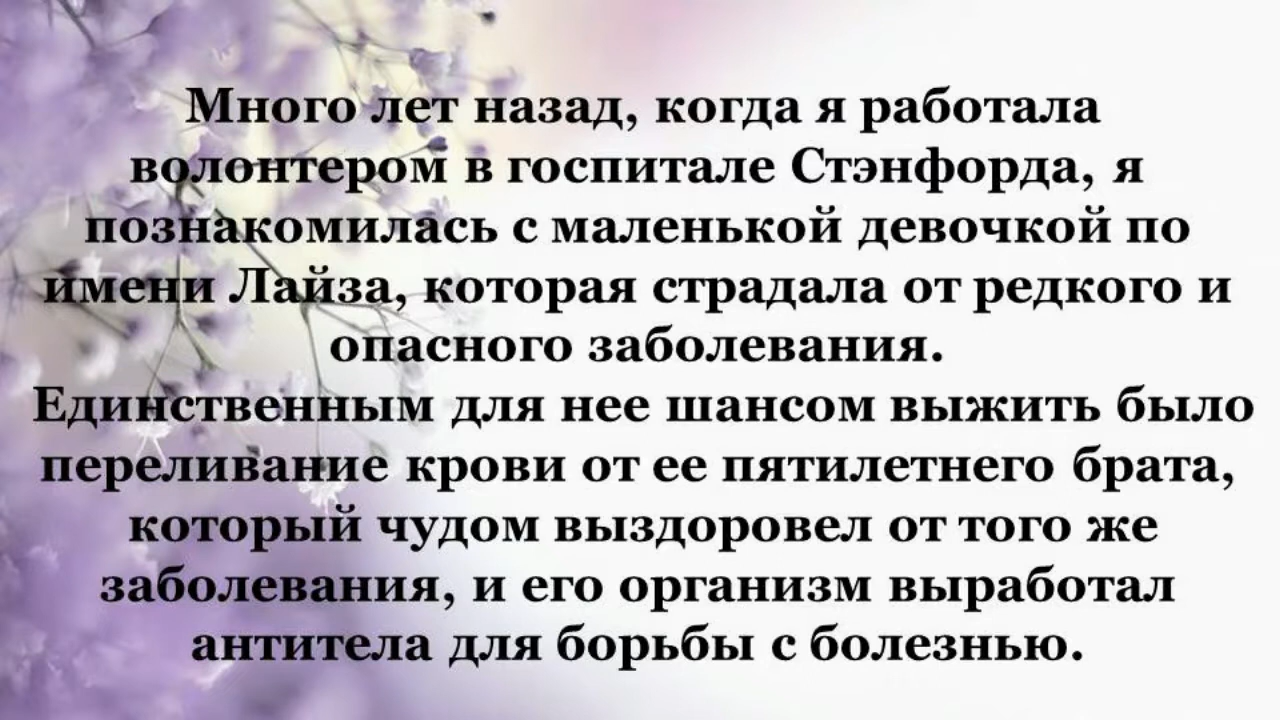 Много лет назад, когда я работала
волонтером в госпитале Стэнфорда, я
познакомилась с маленькой девочкой по
имени Лайза, которая страдала от редкого и
опасного заболевания.
Единственным для нее шансом выжить было
переливание крови от ее пятилетнего брата,
который чудом выздоровел от того же
заболевания, и его организм выработал
антитела для борьбы с болезнью.